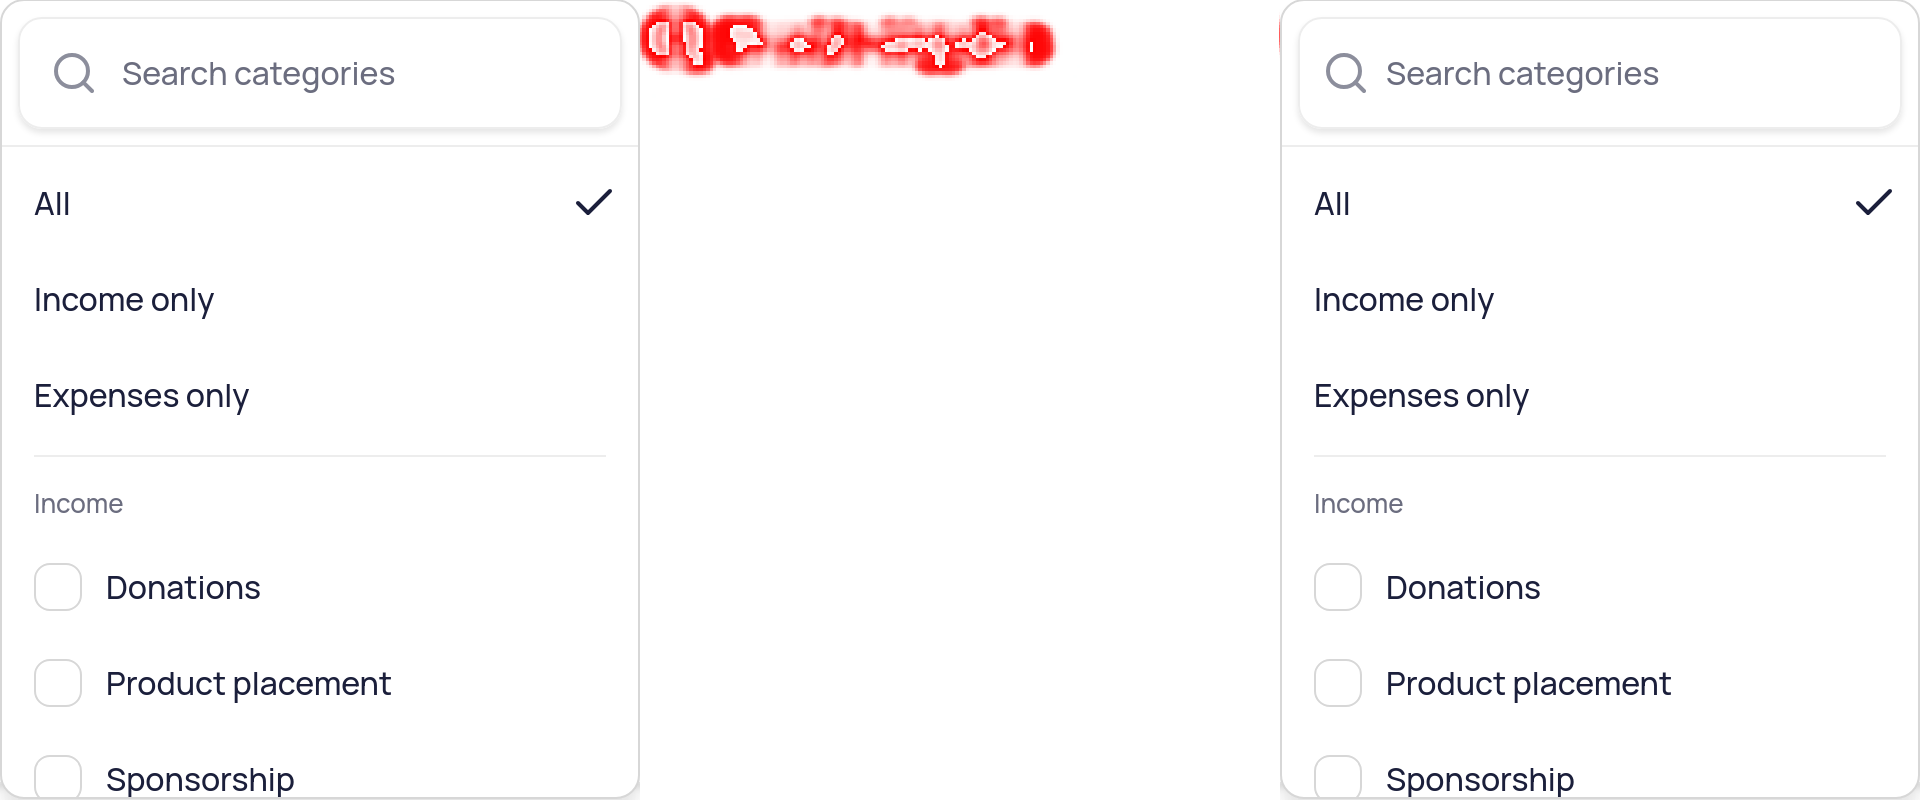 Search categories
All
Income only
Expenses only
Income
Donations
Product placement
Sponsorship
Search categories
All
Income only
Expenses only
Income
Donations
Product placement
Sponsorship